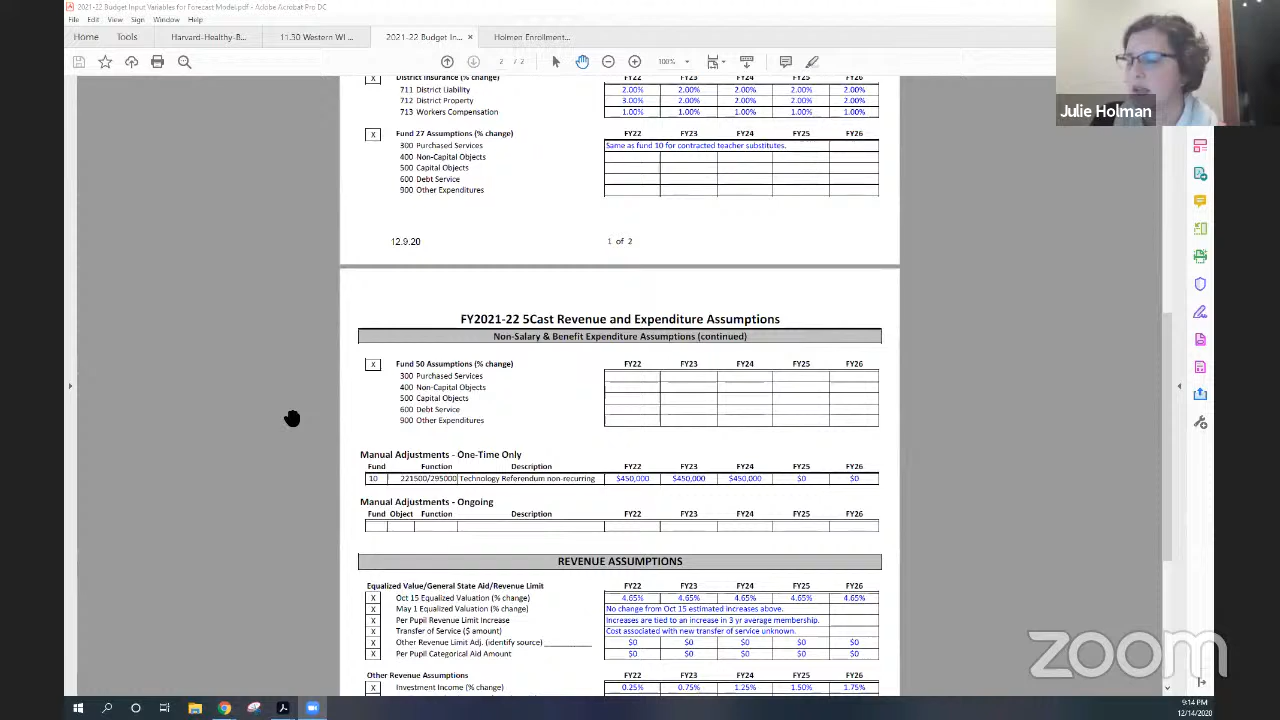 2021-22 Budget Input Variables for Forecast Model.pdf - Adobe Acrobat Pro DC
File Edit View Sign Window Help
Home Tools Harvard-Healthy-B... 11.30 Western WI ... 2021-22 Budget In... × Holmen Enrollment...
2 / 2 100%
Julie Holman
X District Insurance (% change) FY22 FY23 FY24 FY25 FY26
711 District Liability 2.00% 2.00% 2.00% 2.00% 2.00%
712 District Property 3.00% 2.00% 2.00% 2.00% 2.00%
713 Workers Compensation 1.00% 1.00% 1.00% 1.00% 1.00%
X Fund 27 Assumptions (% change) FY22 FY23 FY24 FY25 FY26
300 Purchased Services Same as fund 10 for contracted teacher substitutes.
400 Non-Capital Objects
500 Capital Objects
600 Debt Service
900 Other Expenditures
12.9.20 1 of 2
FY2021-22 5Cast Revenue and Expenditure Assumptions
Non-Salary & Benefit Expenditure Assumptions (continued)
X Fund 50 Assumptions (% change) FY22 FY23 FY24 FY25 FY26
300 Purchased Services
400 Non-Capital Objects
500 Capital Objects
600 Debt Service
900 Other Expenditures
Manual Adjustments - One-Time Only
Fund Function Description FY22 FY23 FY24 FY25 FY26
10 221500/295000 Technology Referendum non-recurring $450,000 $450,000 $450,000 $0 $0
Manual Adjustments - Ongoing
Fund Object Function Description FY22 FY23 FY24 FY25 FY26
REVENUE ASSUMPTIONS
Equalized Value/General State Aid/Revenue Limit FY22 FY23 FY24 FY25 FY26
X Oct 15 Equalized Valuation (% change) 4.65% 4.65% 4.65% 4.65% 4.65%
X May 1 Equalized Valuation (% change) No change from Oct 15 estimated increases above.
X Per Pupil Revenue Limit Increase Increases are tied to an increase in 3 yr average membership.
X Transfer of Service ($ amount) Cost associated with new transfer of service unknown.
X Other Revenue Limit Adj. (identify source) __________ $0 $0 $0 $0 $0
X Per Pupil Categorical Aid Amount $0 $0 $0 $0 $0
Other Revenue Assumptions FY22 FY23 FY24 FY25 FY26
X Investment Income (% change) 0.25% 0.75% 1.25% 1.50% 1.75%
zoom
9:14 PM
12/14/2020